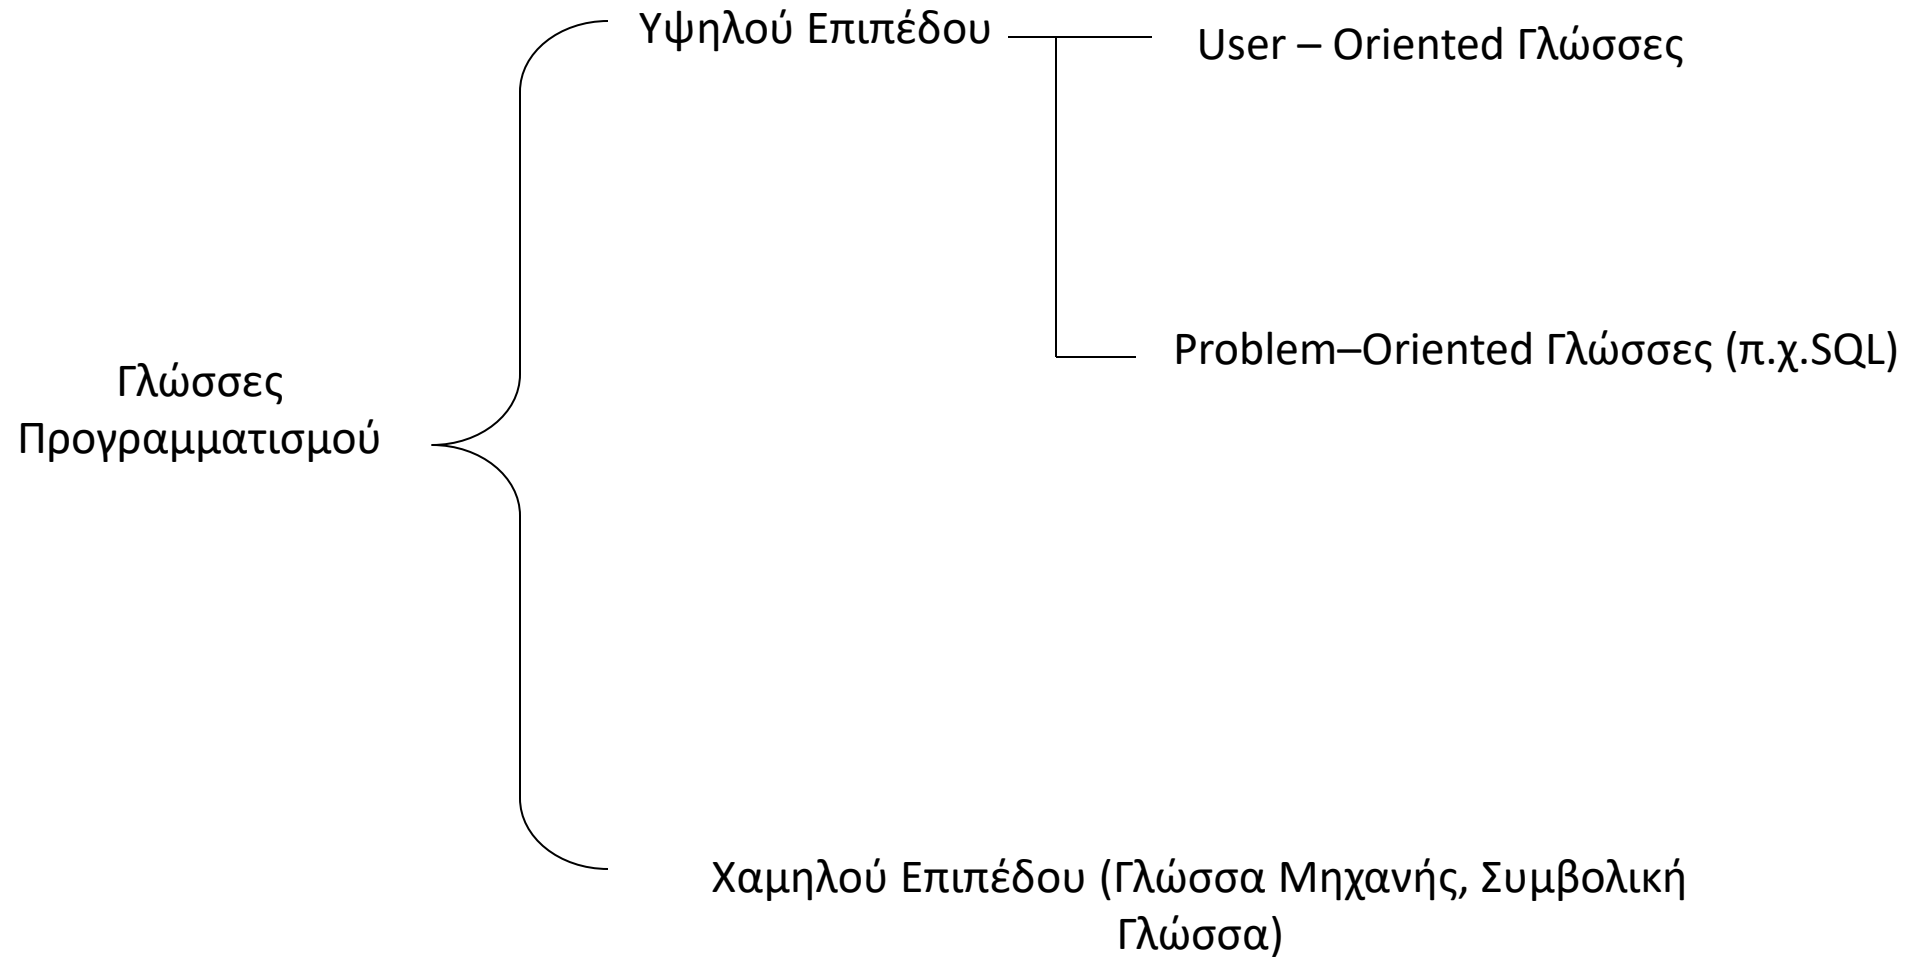 Υψηλού Επιπέδου
User – Oriented Γλώσσες
Problem–Oriented Γλώσσες (π.χ.SQL)
Γλώσσες
Προγραμματισμού
Χαμηλού Επιπέδου (Γλώσσα Μηχανής, Συμβολική
Γλώσσα)